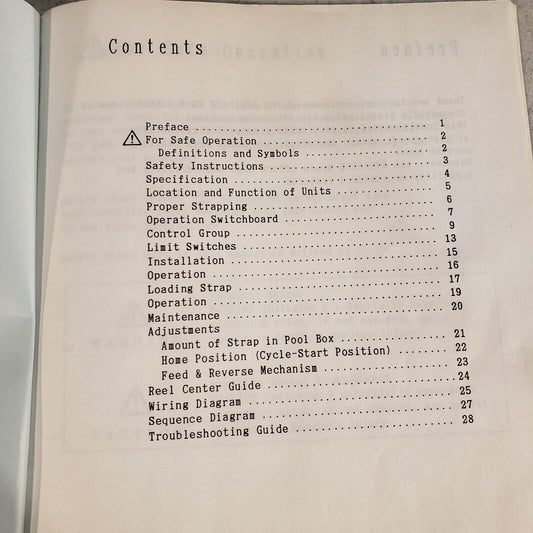 Contents
Preface ................................ 1
For Safe Operation ........................ 2
Definitions and Symbols .................. 2
Safety Instructions ....................... 3
Specification ............................ 4
Location and Function of Units ............. 5
Proper Strapping ......................... 6
Operation Switchboard .................... 7
Control Group ........................... 9
Limit Switches .......................... 13
Installation ............................ 15
Operation .............................. 16
Loading Strap ........................... 17
Operation .............................. 19
Maintenance ............................ 20
Adjustments
Amount of Strap in Pool Box ............... 21
Home Position (Cycle-Start Position) ....... 22
Feed & Reverse Mechanism ................. 23
Reel Center Guide ........................ 24
Wiring Diagram .......................... 25
Sequence Diagram ........................ 27
Troubleshooting Guide .................... 28